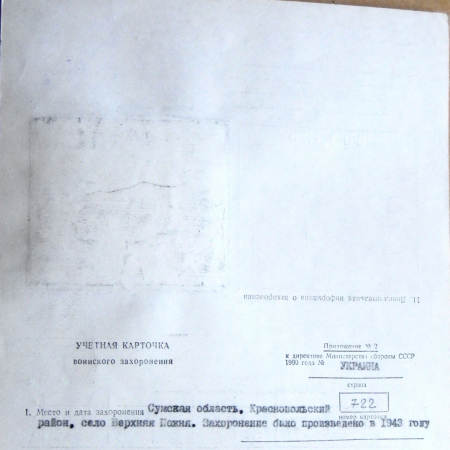 11. Дополнительная информация о захоронении
УЧЕТНАЯ КАРТОЧКА
воинского захоронения
Приложение № 2
к директиве Министерства обороны СССР
1990 года №
УКРАИНА
страна
722
номер карточки
1. Место и дата захоронения Сумская область, Краснопольский
район, село Верхняя Пожня. Захоронение было произведено в 1943 году